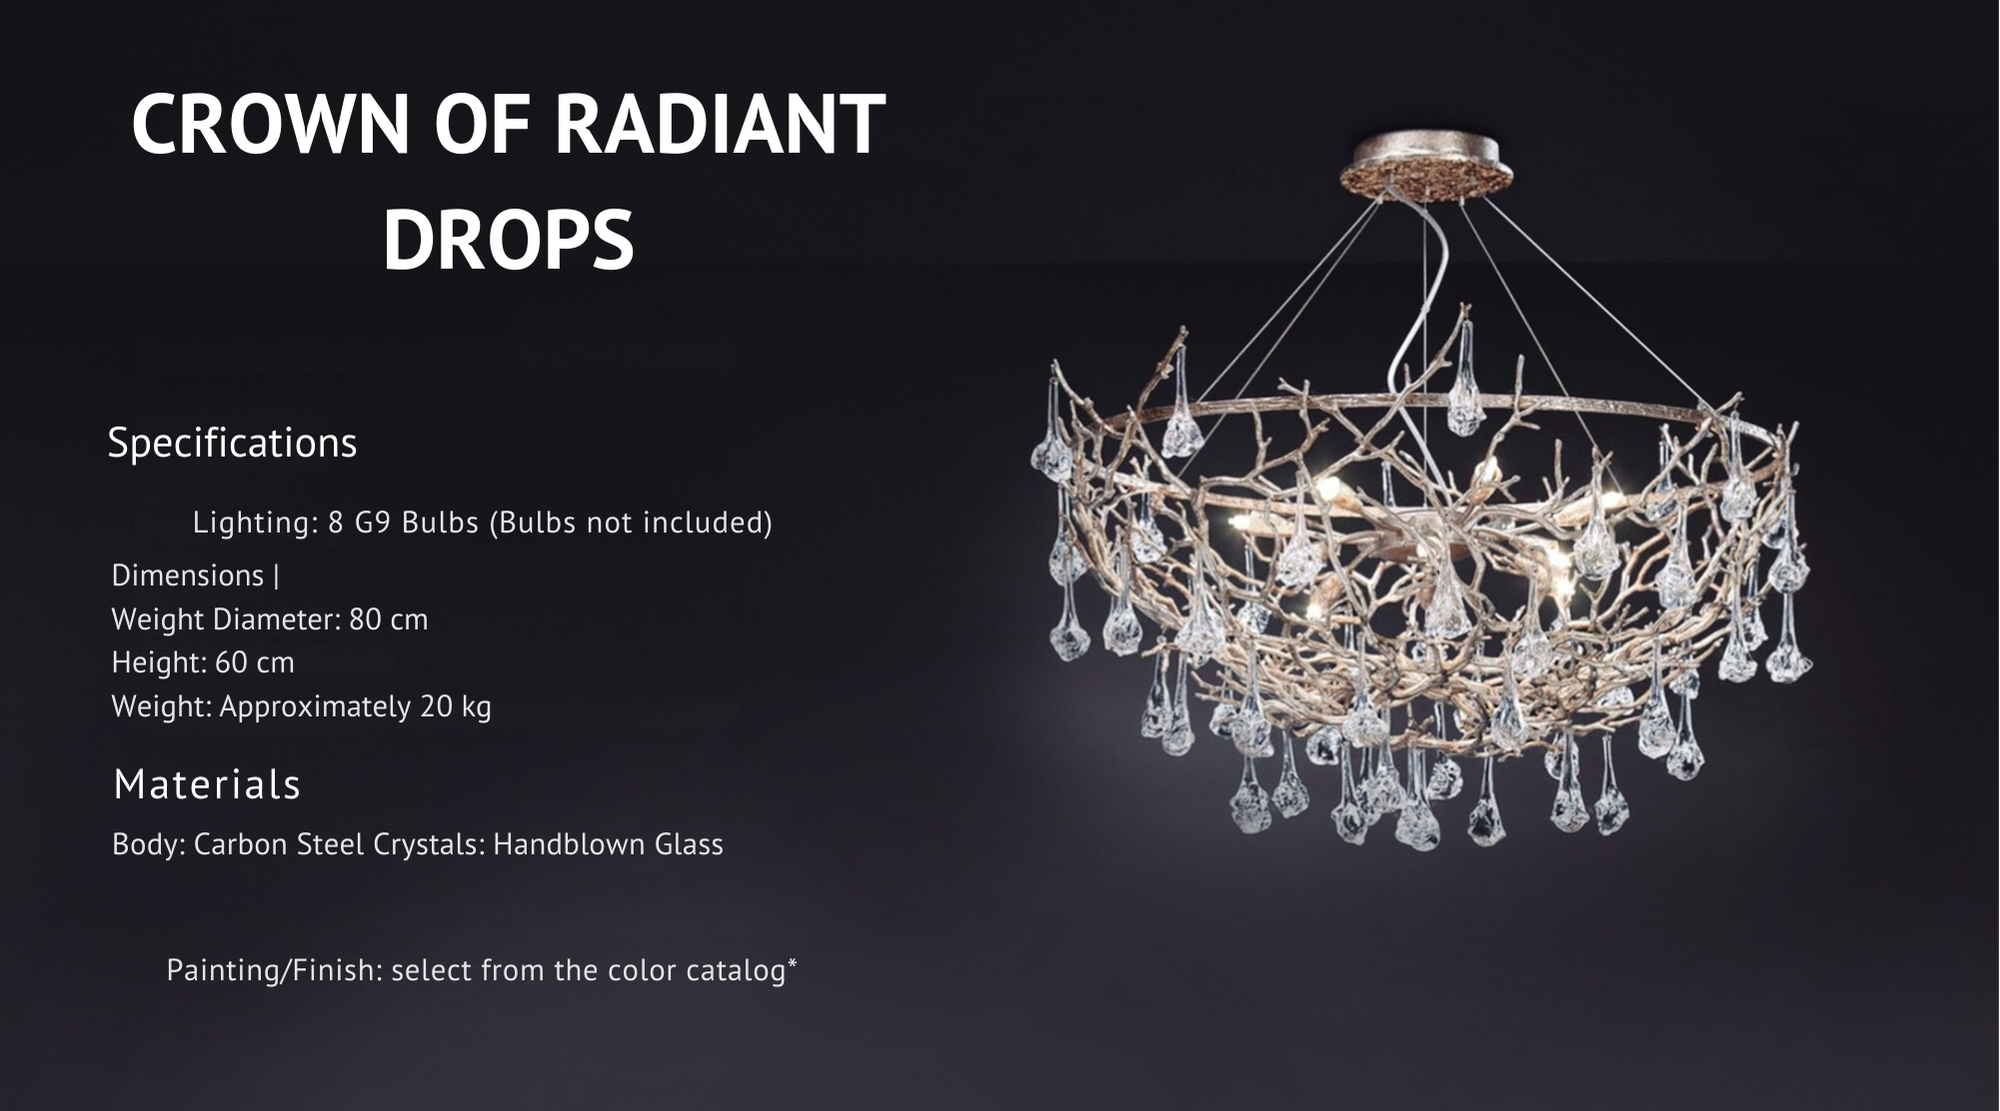 CROWN OF RADIANT
DROPS
Specifications
Lighting: 8 G9 Bulbs (Bulbs not included)
Dimensions |
Weight Diameter: 80 cm
Height: 60 cm
Weight: Approximately 20 kg
Materials
Body: Carbon Steel Crystals: Handblown Glass
Painting/Finish: select from the color catalog*